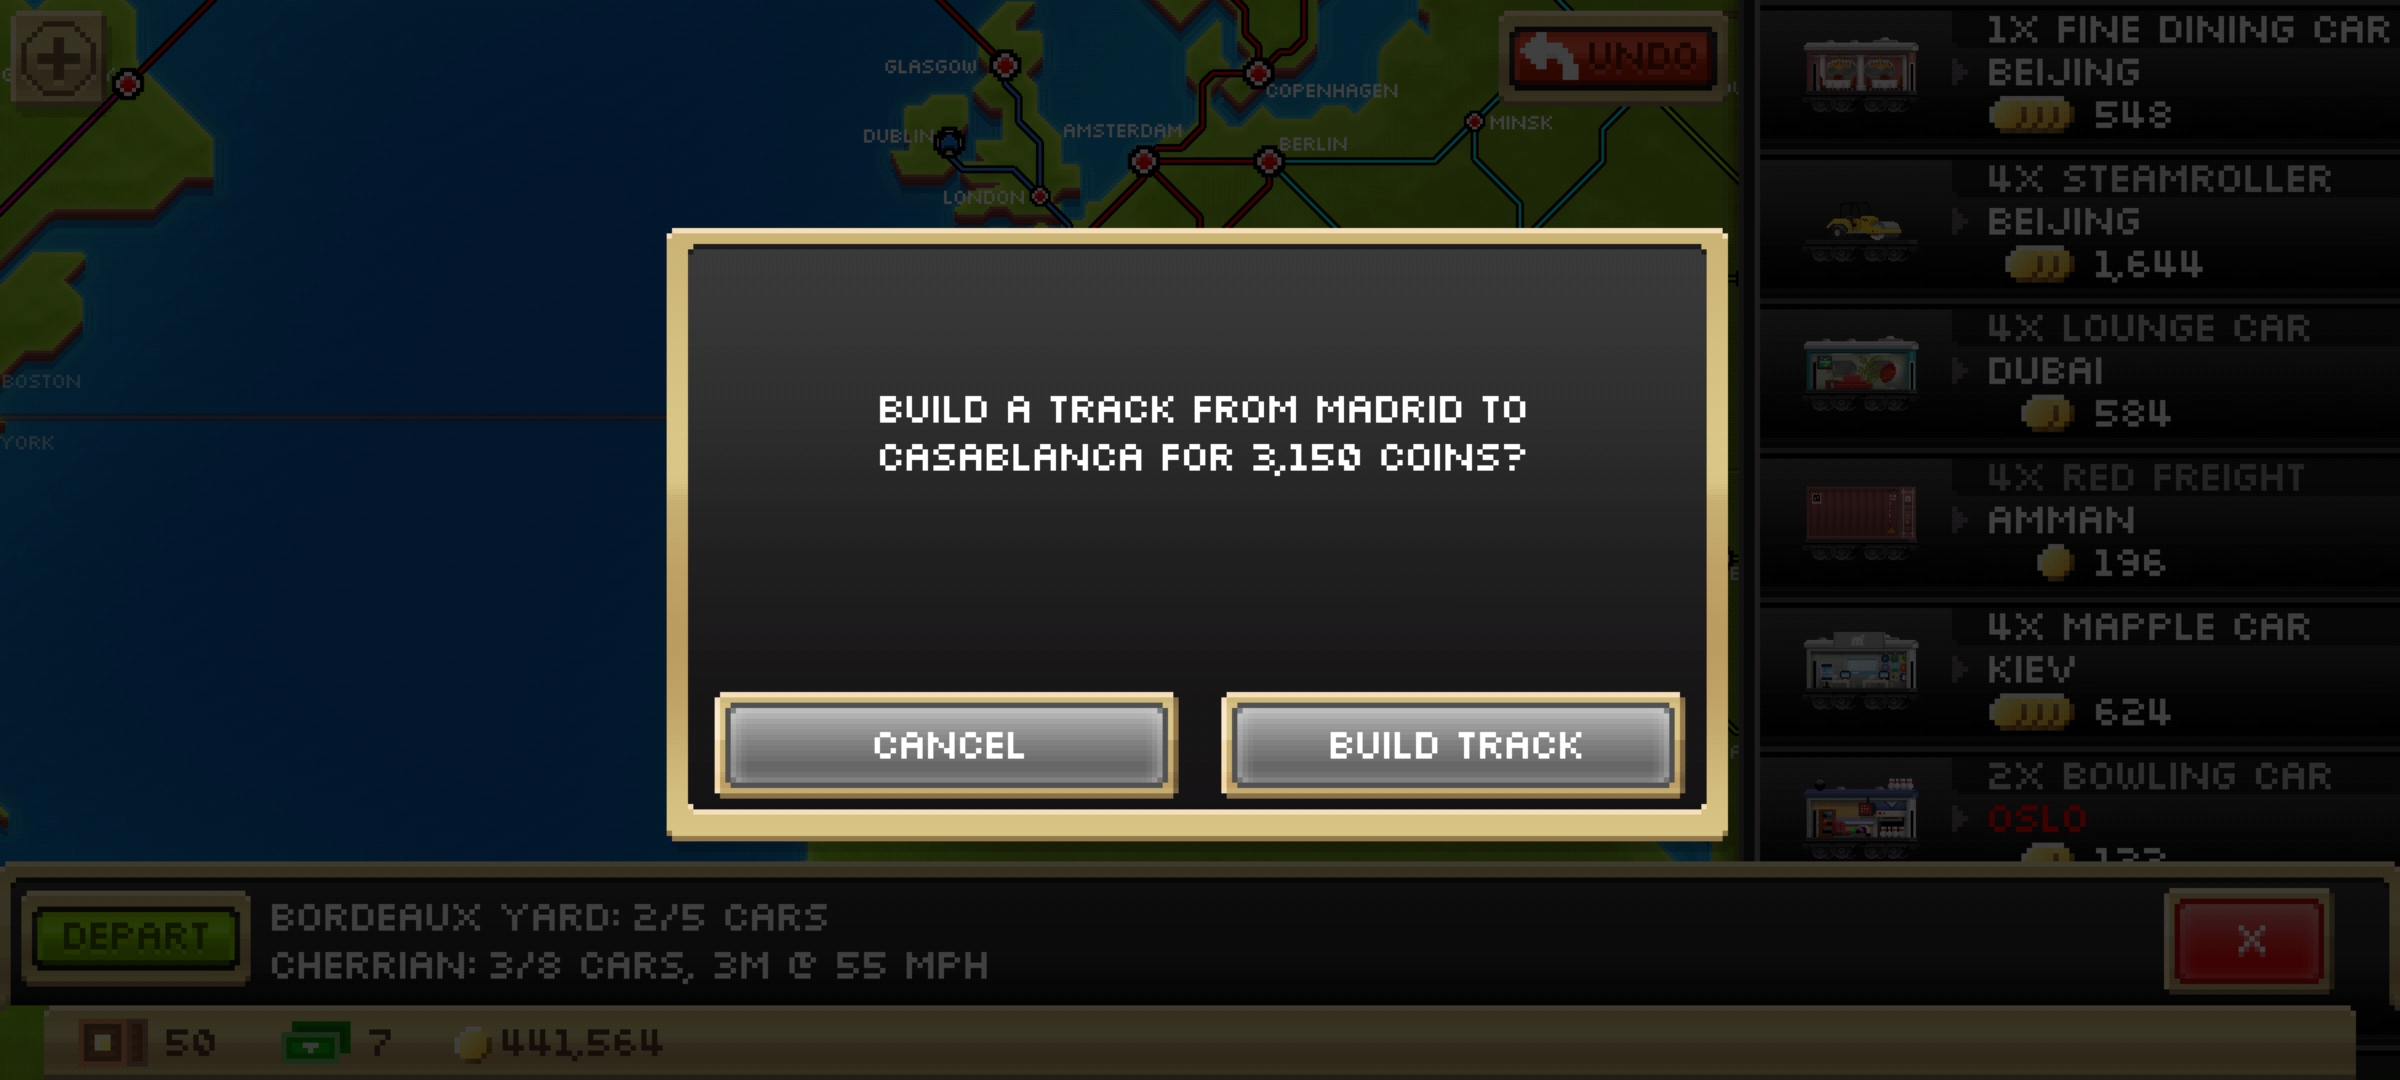 UNDO
GLASGOW
COPENHAGEN
DUBLIN
AMSTERDAM
BERLIN
MINSK
LONDON
BOSTON
YORK
BUILD A TRACK FROM MADRID TO
CASABLANCA FOR 3,150 COINS?
CANCEL
BUILD TRACK
1X FINE DINING CAR
BEIJING
548
4X STEAMROLLER
BEIJING
1,644
4X LOUNGE CAR
DUBAI
584
4X RED FREIGHT
AMMAN
196
4X MAPPLE CAR
KIEV
624
2X BOWLING CAR
OSLO
DEPART
BORDEAUX YARD: 2/5 CARS
CHERRIAN: 3/8 CARS, 3M @ 55 MPH
X
50
7
441,564